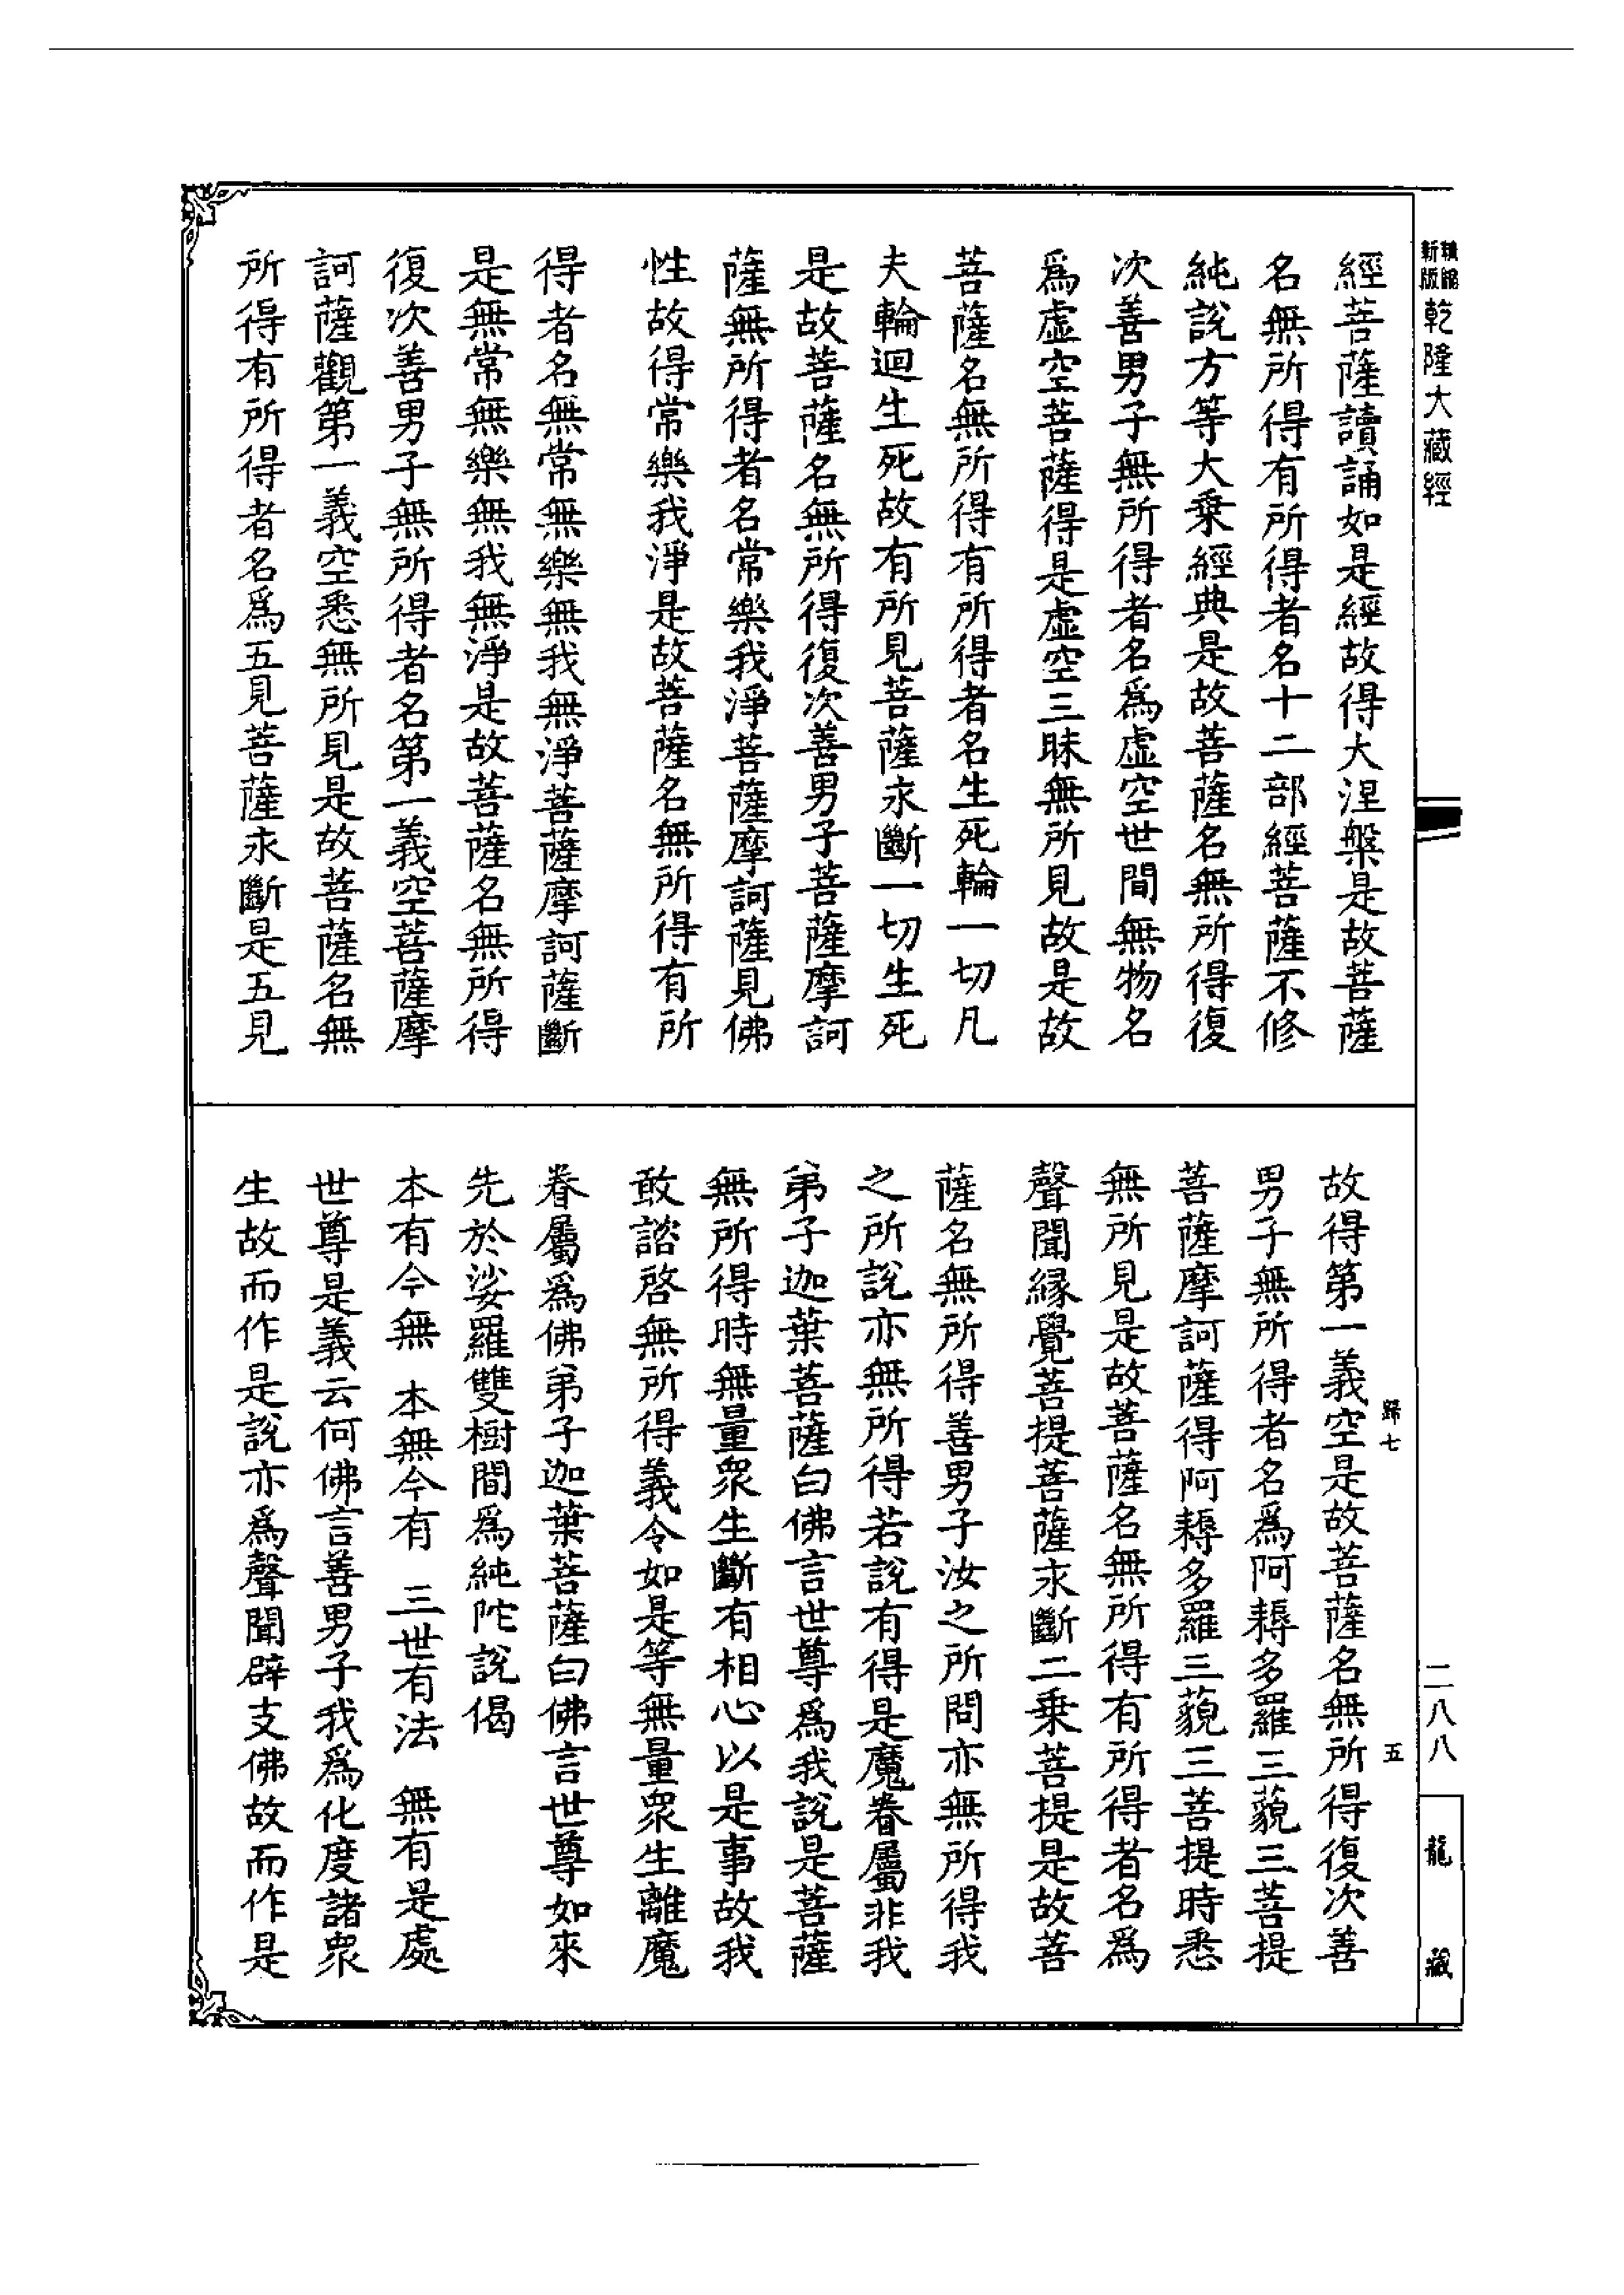 新版
乾隆大藏經
經菩薩讀誦如是經故得大涅槃是故菩薩
名無所得有所得者名十二部經菩薩不修
純說方等大乗經典是故菩薩名無所得復
次善男子無所得者名爲虛空世間無物名
爲虛空菩薩得是虛空三昧無所見故是故
菩薩名無所得有所得者名生死輪一切凡
夫輪迴生死故有所見菩薩永斷一切生死
是故菩薩名無所得復次善男子菩薩摩訶
薩無所得者名常樂我淨菩薩摩訶薩見佛
性故得常樂我淨是故菩薩名無所得有所
得者名無常無樂無我無淨菩薩摩訶薩斷
是無常無樂無我無淨是故菩薩名無所得
復次善男子無所得者名第一義空菩薩摩
訶薩觀第一義空悉無所見是故菩薩名無
所得有所得者名爲五見菩薩永斷是五見
歸七
五
故得第一義空是故菩薩名無所得復次善
男子無所得者名爲阿耨多羅三藐三菩提
菩薩摩訶薩得阿耨多羅三藐三菩提時悉
無所見是故菩薩名無所得有所得者名爲
聲聞緣覺菩提菩薩永斷二乗菩提是故菩
薩名無所得善男子汝之所問亦無所得我
之所說亦無所得若說有得是魔眷屬非我
弟子迦葉菩薩白佛言世尊爲我說是菩薩
無所得時無量衆生斷有相心以是事故我
敢諮啓無所得義令如是等無量衆生離魔
眷屬爲佛弟子迦葉菩薩白佛言世尊如來
先於娑羅雙樹間爲純陀說偈
本有今無 本無今有 三世有法 無有是處
世尊是義云何佛言善男子我爲化度諸衆
生故而作是說亦爲聲聞辟支佛故而作是
二八八
龍藏